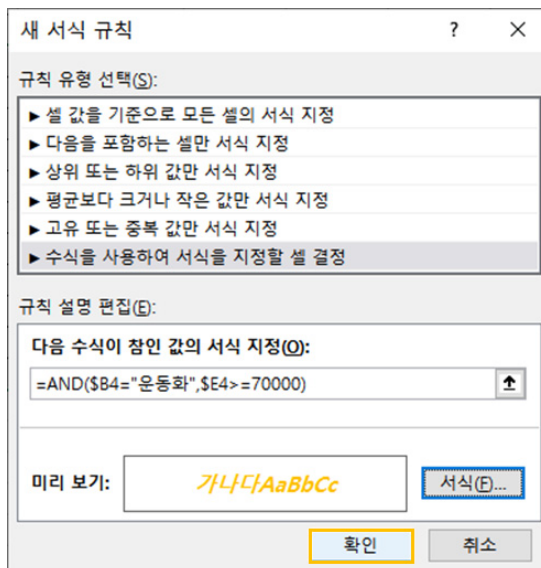 새 서식 규칙 ? ×
규칙 유형 선택(S):
► 셀 값을 기준으로 모든 셀의 서식 지정
► 다음을 포함하는 셀만 서식 지정
► 상위 또는 하위 값만 서식 지정
► 평균보다 크거나 작은 값만 서식 지정
► 고유 또는 중복 값만 서식 지정
► 수식을 사용하여 서식을 지정할 셀 결정
규칙 설명 편집(E):
다음 수식이 참인 값의 서식 지정(O):
=AND($B4="운동화",$E4>=70000)
미리 보기: 가나다AaBbCc 서식(F)...
확인 취소